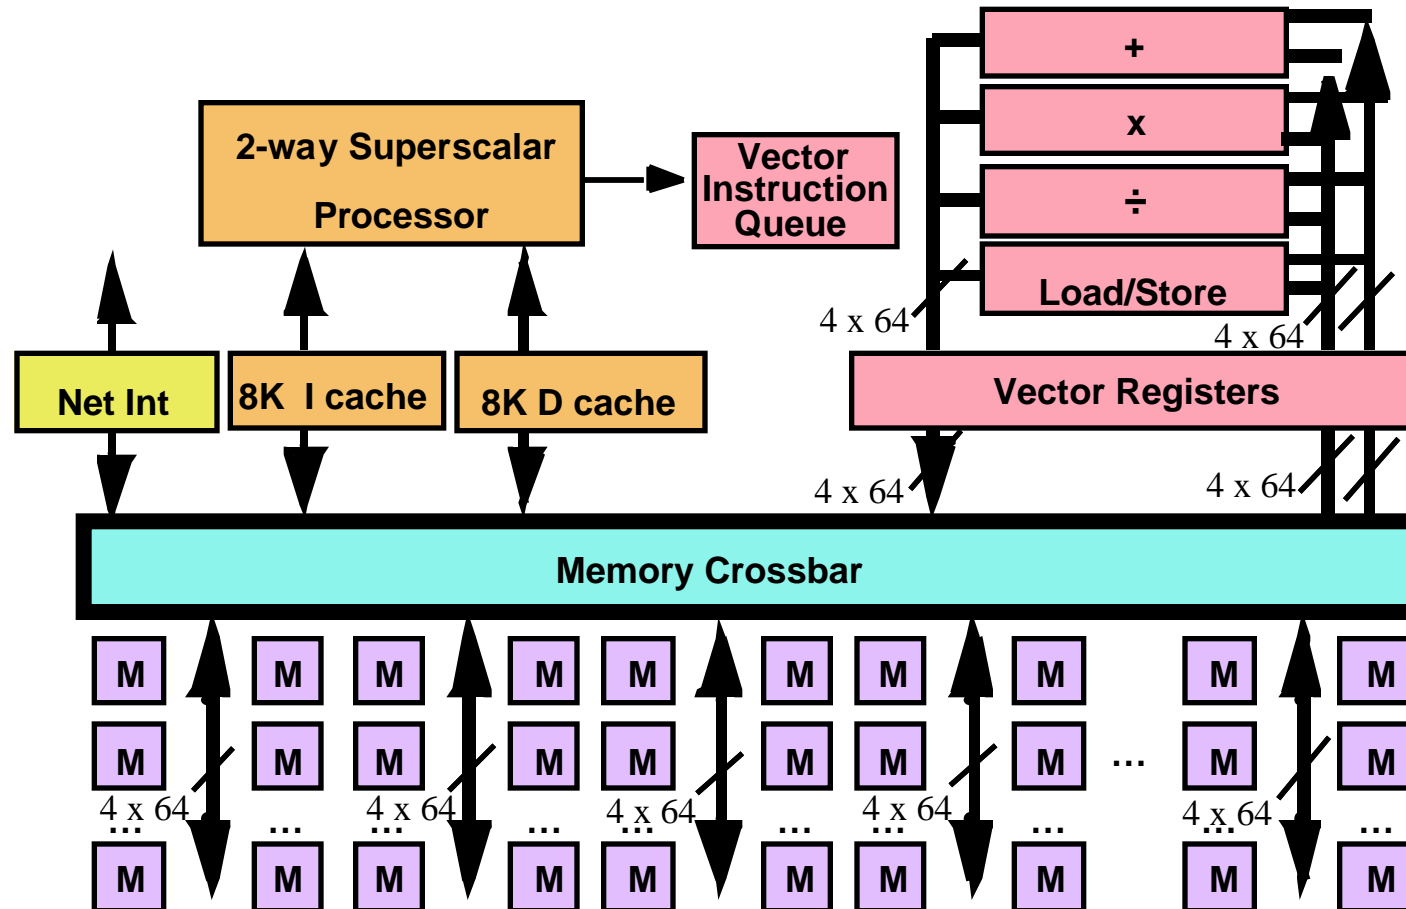 +
2-way Superscalar
Processor
Vector
Instruction
Queue
x
÷
Load/Store
4 x 64
4 x 64
Net Int
8K I cache
8K D cache
Vector Registers
4 x 64
4 x 64
Memory Crossbar
M M M M M M M M M M
M M M M M M M M ... M M
4 x 64 4 x 64 4 x 64 4 x 64 4 x 64
... ... ... ... ... ... ... ... ... ...
M M M M M M M M M M